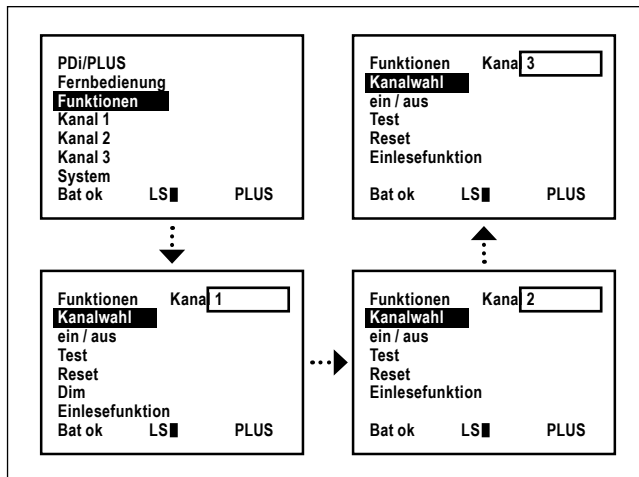 PDi/PLUS
Fernbedienung
Funktionen
Kanal 1
Kanal 2
Kanal 3
System
Bat ok LS PLUS
Funktionen Kana 1
Kanalwahl
ein / aus
Test
Reset
Dim
Einlesefunktion
Bat ok LS PLUS
Funktionen Kana 2
Kanalwahl
ein / aus
Test
Reset
Einlesefunktion
Bat ok LS PLUS
Funktionen Kana 3
Kanalwahl
ein / aus
Test
Reset
Einlesefunktion
Bat ok LS PLUS